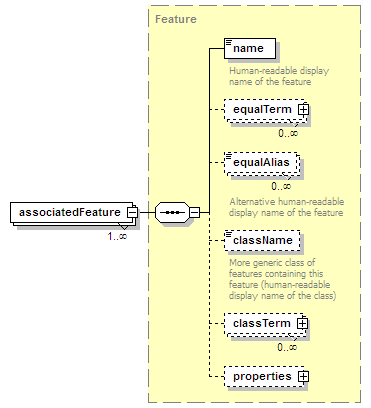 Feature
name
Human-readable display
name of the feature
equalTerm
0..∞
equalAlias
0..∞
Alternative human-readable
display name of the feature
associatedFeature
1..∞
className
More generic class of
features containing this
feature (human-readable
display name of the class)
classTerm
0..∞
properties